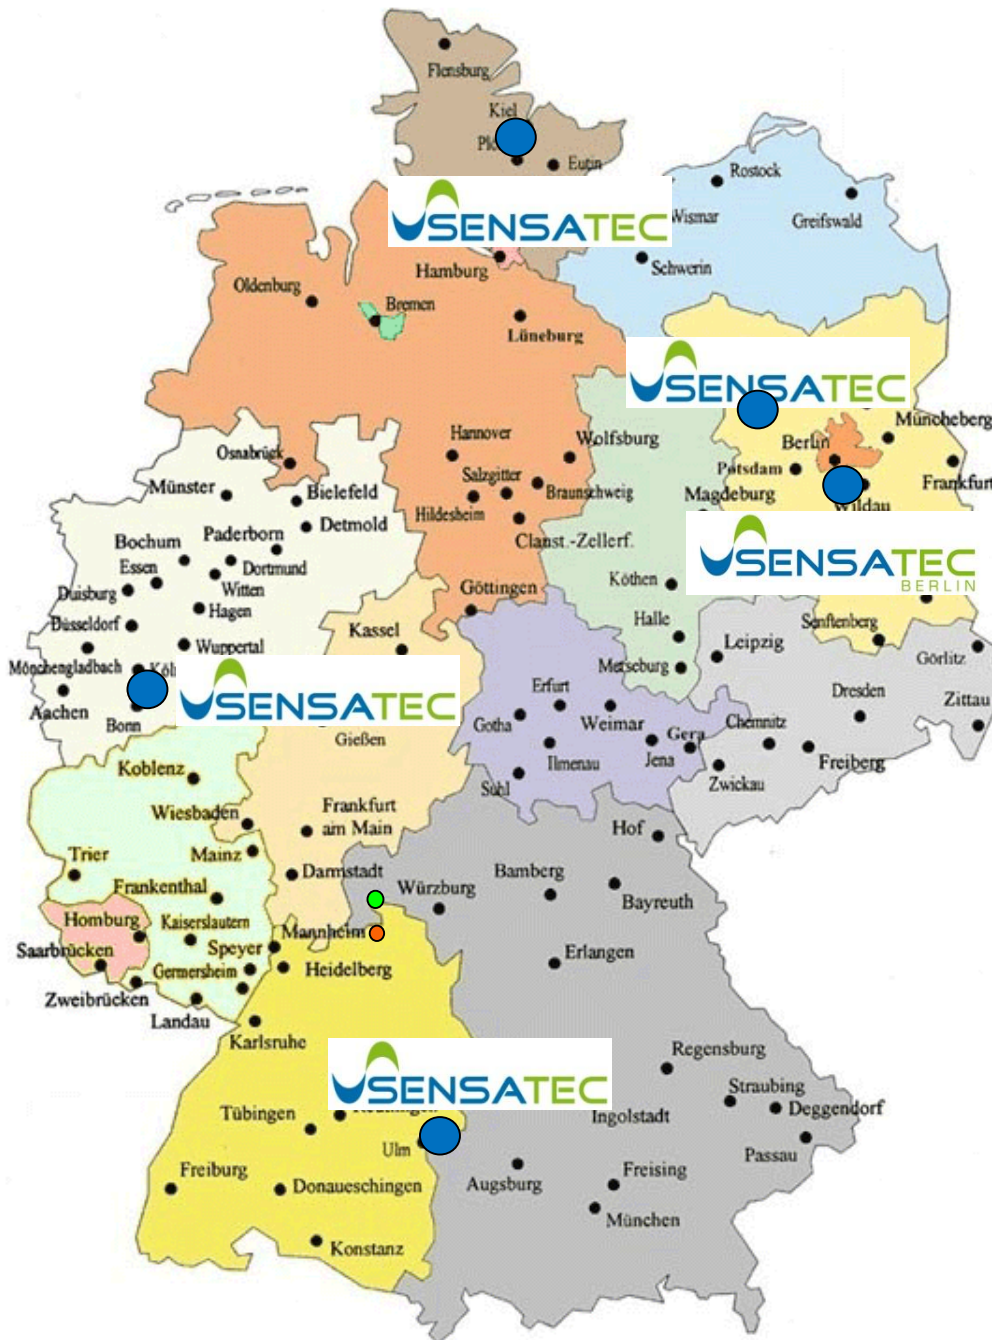 Flensburg
Kiel
Eutin
Rostock
Wismar
Greifswald
SENSATEC
Schwerin
Hamburg
Oldenburg
Bremen
Lüneburg
SENSATEC
Müncheberg
Berlin
Potsdam
Frankfurt
Wildau
Hannover
Wolfsburg
Osnabrück
Salzgitter
Braunschweig
Magdeburg
Münster
Bielefeld
Hildesheim
Detmold
Clanst.-Zellerf.
SENSATEC
BERLIN
Bochum
Paderborn
Essen
Dortmund
Duisburg
Witten
Göttingen
Köthen
Hagen
Düsseldorf
Kassel
Halle
Senftenberg
Wuppertal
Leipzig
Görlitz
Mönchengladbach
Köln
Merseburg
SENSATEC
Erfurt
Dresden
Zittau
Aachen
Bonn
Gotha
Weimar
Chemnitz
Gießen
Gera
Ilmenau
Jena
Freiberg
Koblenz
Suhl
Zwickau
Wiesbaden
Frankfurt
am Main
Hof
Trier
Mainz
Darmstadt
Bamberg
Frankenthal
Würzburg
Bayreuth
Homburg
Kaiserslautern
Mannheim
Saarbrücken
Speyer
Erlangen
Germersheim
Heidelberg
Zweibrücken
Landau
Karlsruhe
Regensburg
SENSATEC
Straubing
Tübingen
Ingolstadt
Deggendorf
Ulm
Passau
Freiburg
Donaueschingen
Augsburg
Freising
München
Konstanz